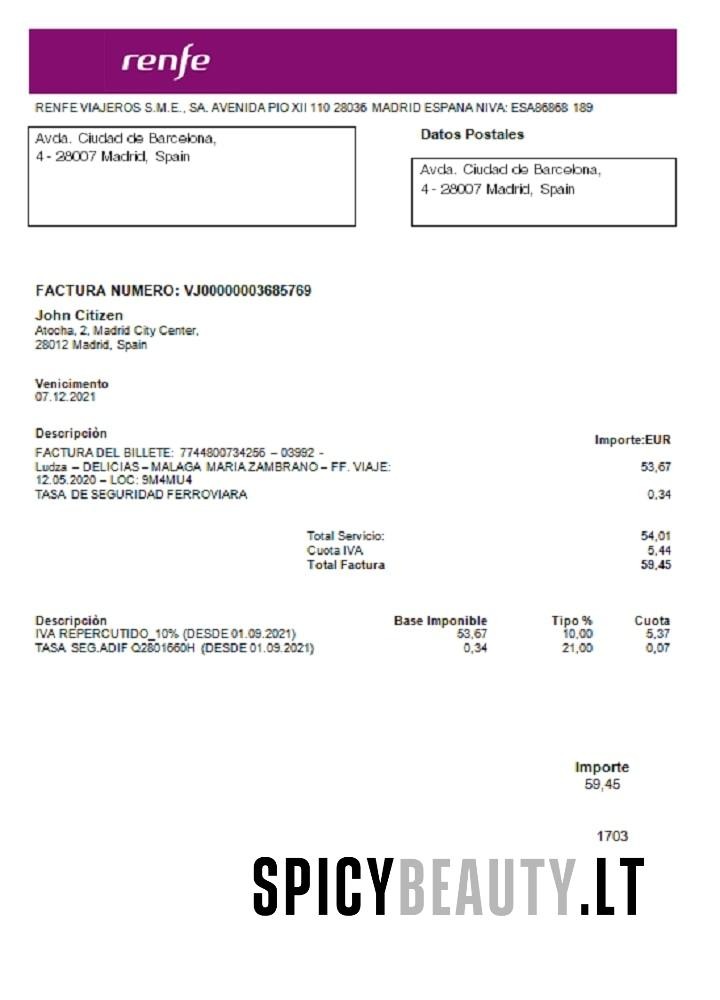 renfe
RENFE VIAJEROS S.M.E., SA. AVENIDA PIO XII 110 28036 MADRID ESPANA NIVA: ESA86868 189
Avda. Ciudad de Barcelona,
4 - 28007 Madrid, Spain
Datos Postales
Avda. Ciudad de Barcelona,
4 - 28007 Madrid, Spain
FACTURA NUMERO: VJ00000003685769
John Citizen
Atocha, 2, Madrid City Center,
28012 Madrid, Spain
Venicimento
07.12.2021
Descripciòn Importe:EUR
FACTURA DEL BILLETE: 7744800734256 – 03992 -
Ludza – DELICIAS – MALAGA MARIA ZAMBRANO – FF. VIAJE: 53,67
12.05.2020 – LOC: 9M4MU4
TASA DE SEGURIDAD FERROVIARA 0,34
Total Servicio: 54,01
Cuota IVA 5,44
Total Factura 59,45
Descripciòn Base Imponible Tipo % Cuota
IVA REPERCUTIDO_10% (DESDE 01.09.2021) 53,67 10,00 5,37
TASA SEG.ADIF Q2801660H (DESDE 01.09.2021) 0,34 21,00 0,07
Importe
59,45
1703
SPICYBEAUTY.LT